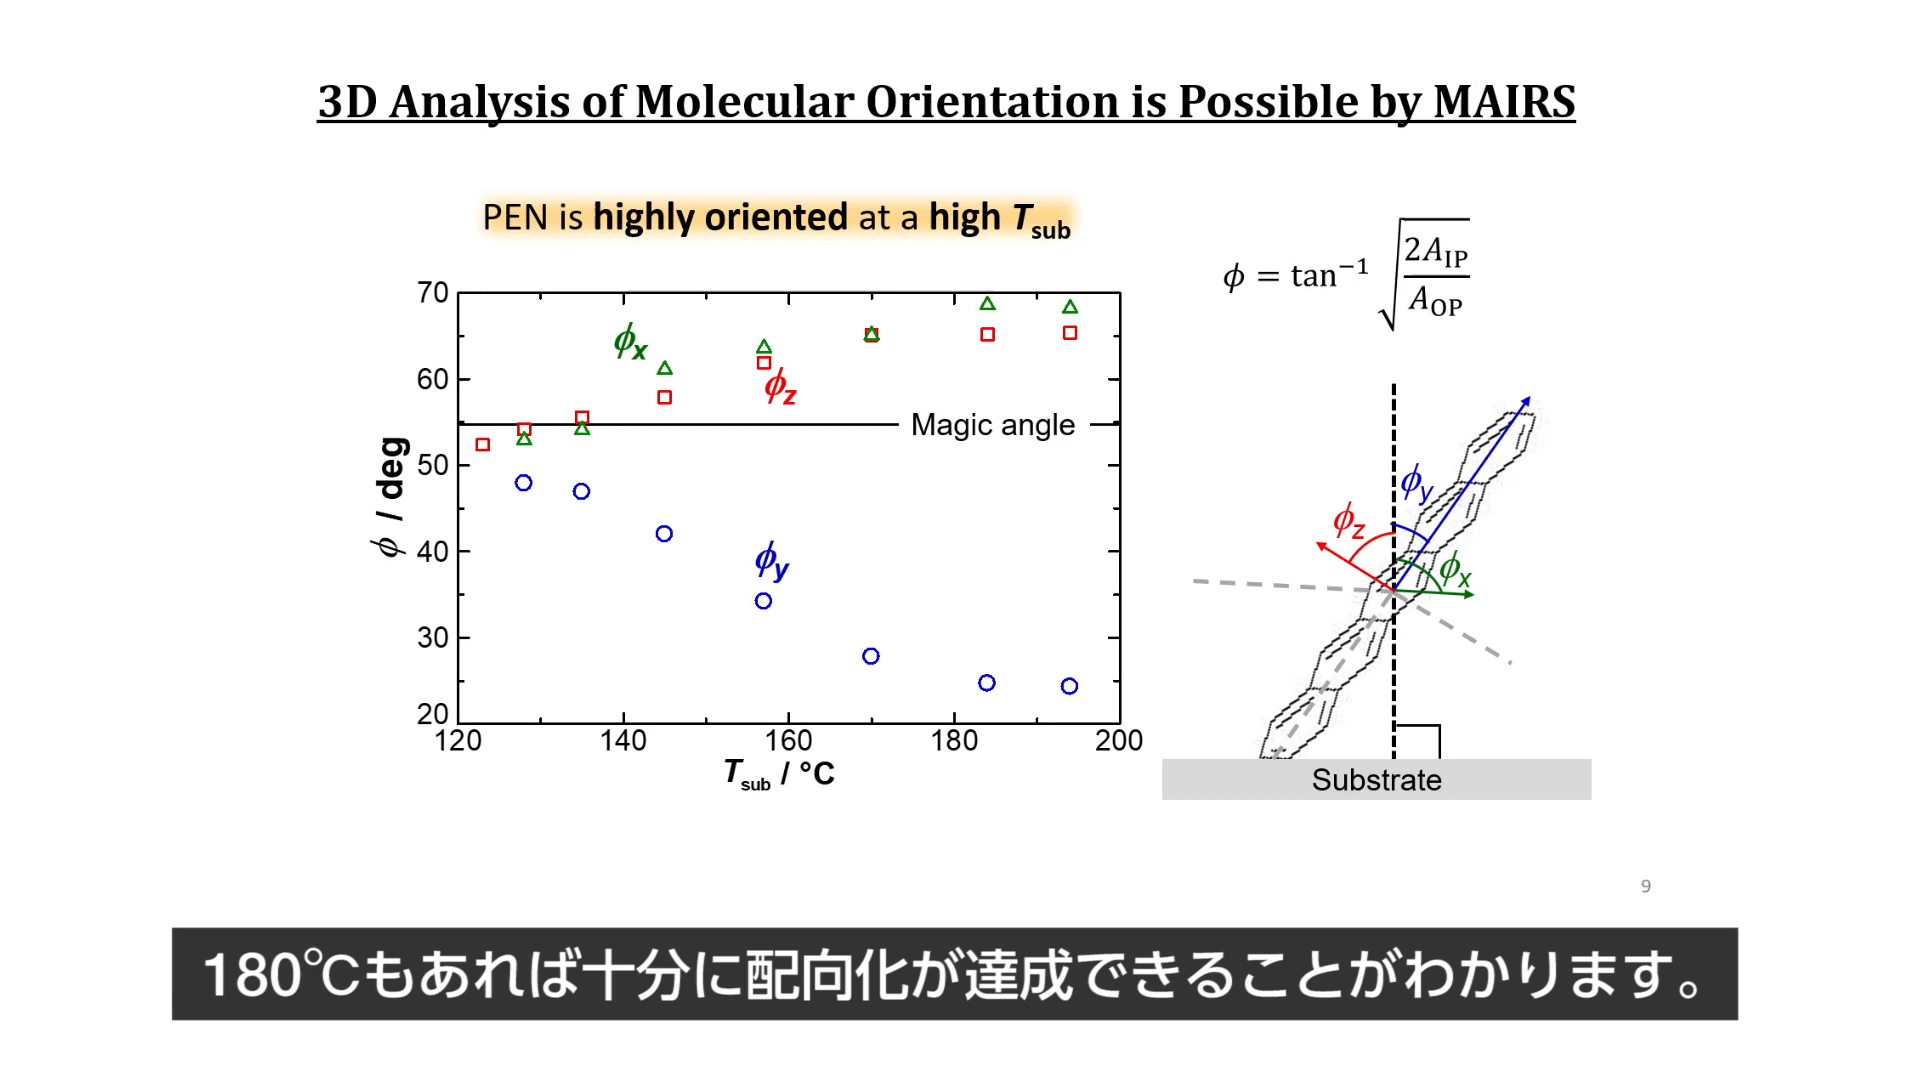 3D Analysis of Molecular Orientation is Possible by MAIRS
PEN is highly oriented at a high Tsub
ϕ = tan⁻¹ √(2A_IP / A_OP)
70
60
50
40
30
20
ϕ / deg
120
140
160
180
200
Tsub / °C
ϕx
ϕz
Magic angle
ϕy
ϕy
ϕz
ϕx
Substrate
9
180℃もあれば十分に配向化が達成できることがわかります。